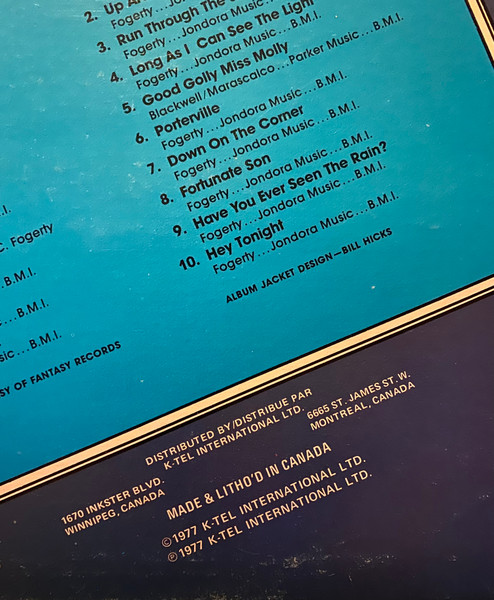 2. Up
Fogerty...Jondora Music...
3. Run Through The
Fogerty...Jondora Music...B.M.I.
4. Long As I Can See The Light
Fogerty...Jondora Music...B.M.I.
5. Good Golly Miss Molly
Blackwell/Marascalco...Parker Music...B.M.I.
6. Porterville
Fogerty...Jondora Music...B.M.I.
7. Down On The Corner
Fogerty...Jondora Music...B.M.I.
8. Fortunate Son
Fogerty...Jondora Music...B.M.I.
9. Have You Ever Seen The Rain?
Fogerty...Jondora Music...B.M.I.
10. Hey Tonight
Fogerty...Jondora Music...B.M.I.
C. Fogerty
...B.M.I.
...B.M.I.
...B.M.I.
OF FANTASY RECORDS
ALBUM JACKET DESIGN—BILL HICKS
DISTRIBUTED BY/DISTRIBUE PAR
K-TEL INTERNATIONAL LTD.
1670 INKSTER BLVD.
WINNIPEG, CANADA
6665 ST. JAMES ST. W.
MONTREAL, CANADA
MADE & LITHO'D IN CANADA
©1977 K-TEL INTERNATIONAL LTD.
℗1977 K-TEL INTERNATIONAL LTD.